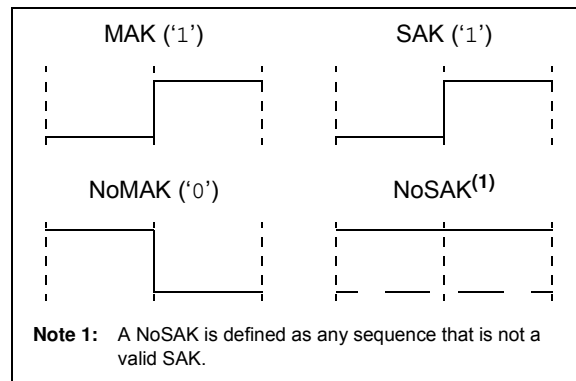 MAK (‘1’)
SAK (‘1’)
NoMAK (‘0’)
NoSAK(1)
Note 1: A NoSAK is defined as any sequence that is not a
valid SAK.